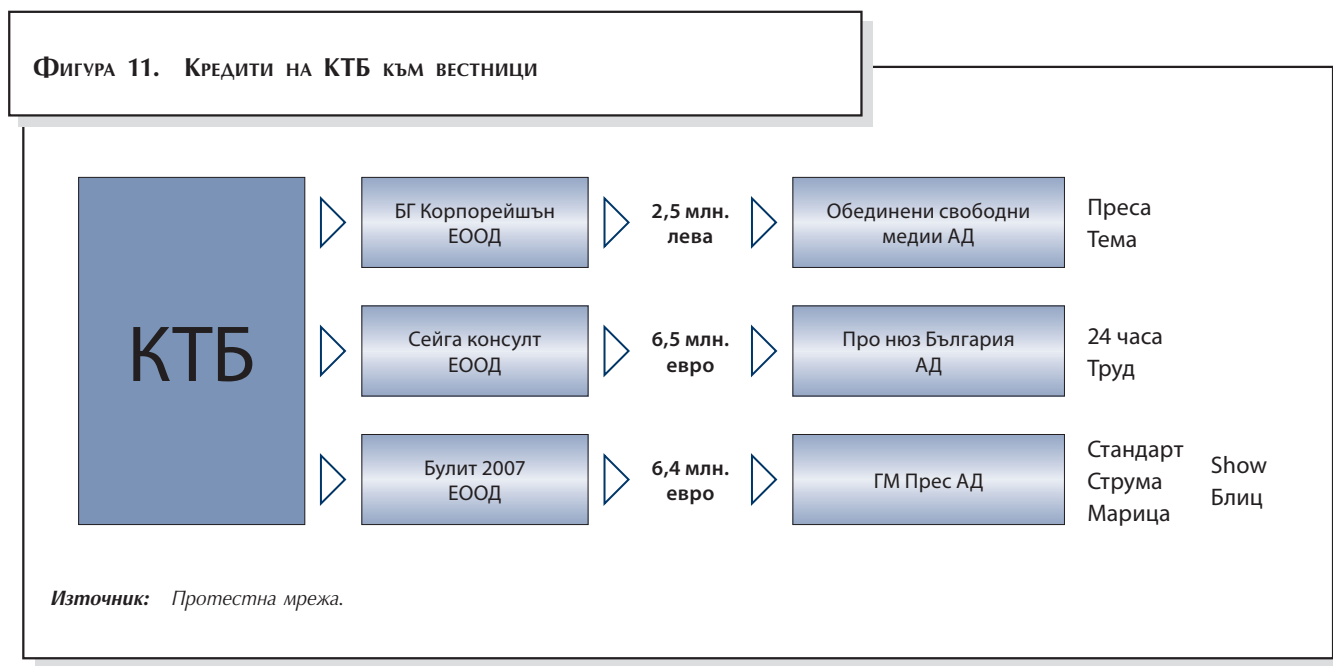 Фигура 11. Кредити на КТБ към вестници
КТБ
БГ Корпорейшън
ЕООД
2,5 млн.
лева
Обединени свободни
медии АД
Преса
Тема
Сейга консулт
ЕООД
6,5 млн.
евро
Про нюз България
АД
24 часа
Труд
Булит 2007
ЕООД
6,4 млн.
евро
ГМ Прес АД
Стандарт
Струма
Марица
Show
Блиц
Източник: Протестна мрежа.